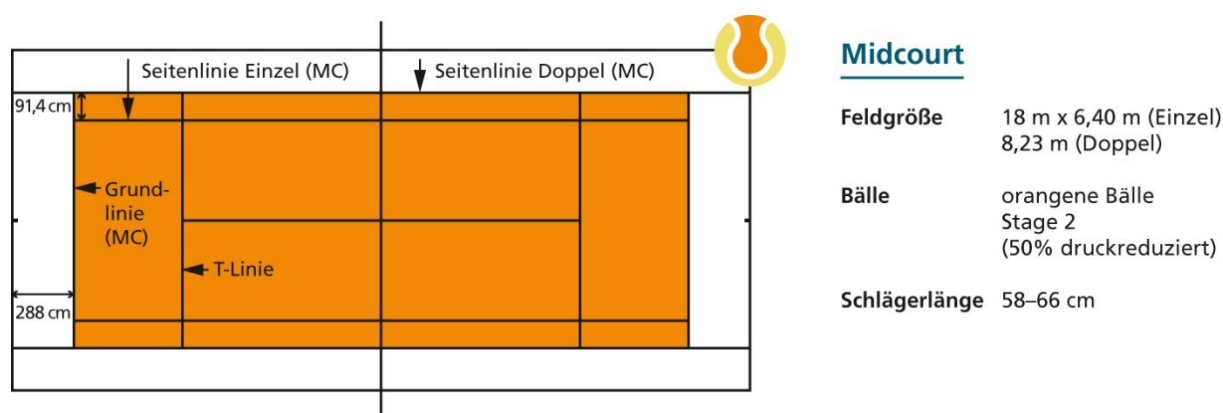 Seitenlinie Einzel (MC)
Seitenlinie Doppel (MC)
91,4 cm
Grund-
linie
(MC)
T-Linie
288 cm
Midcourt
Feldgröße 18 m x 6,40 m (Einzel)
8,23 m (Doppel)
Bälle orangene Bälle
Stage 2
(50% druckreduziert)
Schlägerlänge 58–66 cm